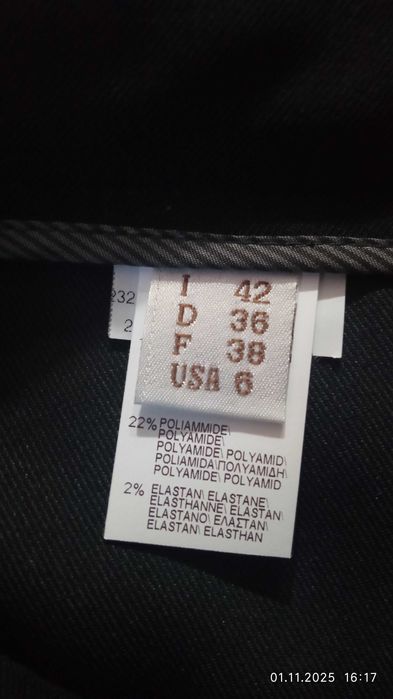 I 42
D 36
F 38
USA 6
232
2
22% POLIAMMIDE\
POLYAMIDE\
POLYAMIDE\ POLYAMID\
POLIAMIDA\ΠΟΛΥΑΜΙΔΗ\
POLYAMIDE\ POLYAMID
2% ELASTAN\ ELASTANE\
ELASTHANNE\ ELASTAN\
ELASTANO\ ΕΛΑΣΤΑΝ\
ELASTAN\ ELASTHAN
01.11.2025 16:17